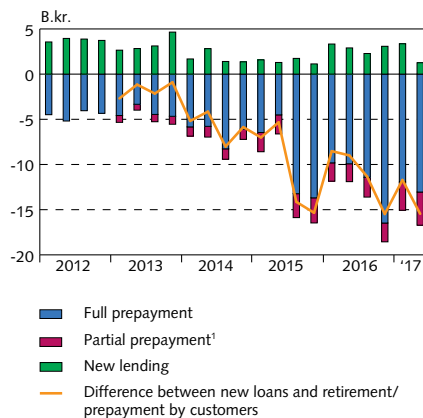 B.kr.
5
0
-5
-10
-15
-20
2012 2013 2014 2015 2016 '17
Full prepayment
Partial prepayment¹
New lending
Difference between new loans and retirement/
prepayment by customers